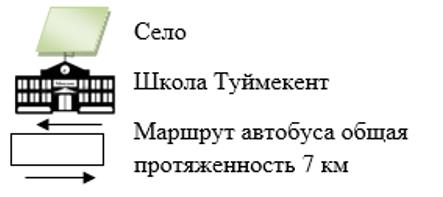 Село
Школа Туймекент
Маршрут автобуса общая
протяженность 7 км